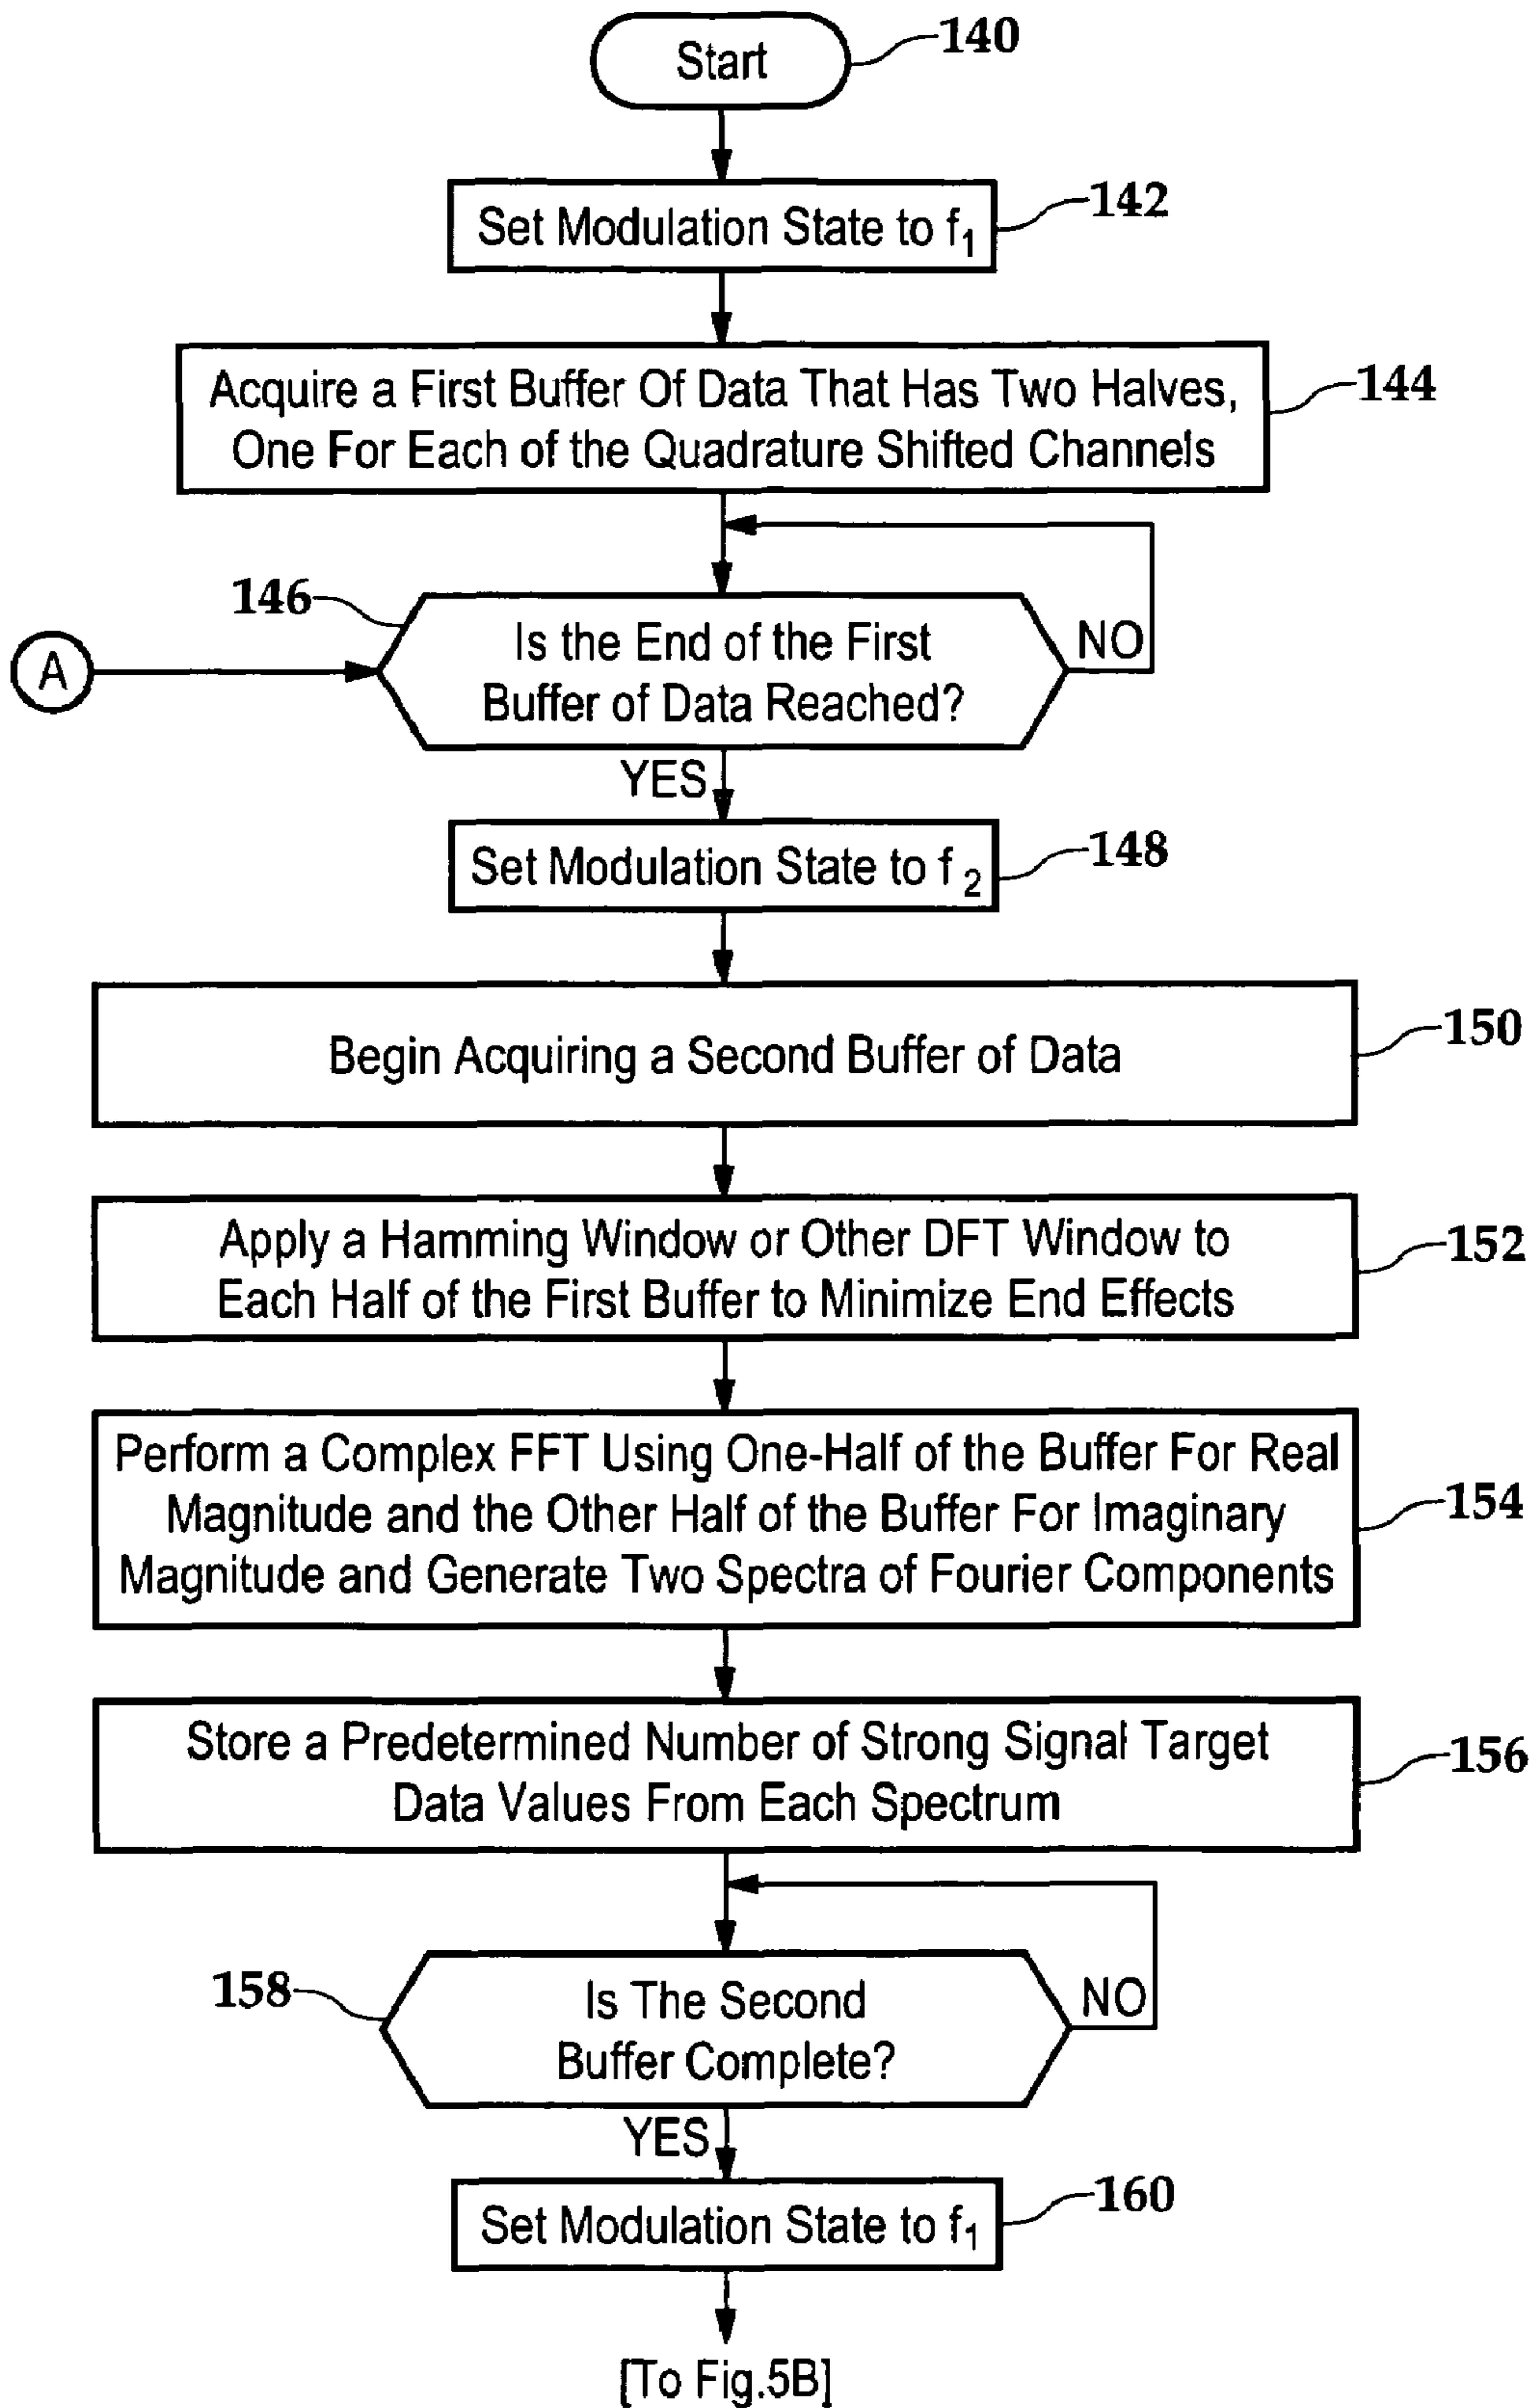 Start
140
Set Modulation State to f1
142
Acquire a First Buffer Of Data That Has Two Halves,
One For Each of the Quadrature Shifted Channels
144
146
A
Is the End of the First
Buffer of Data Reached?
NO
YES
Set Modulation State to f2
148
Begin Acquiring a Second Buffer of Data
150
Apply a Hamming Window or Other DFT Window to
Each Half of the First Buffer to Minimize End Effects
152
Perform a Complex FFT Using One-Half of the Buffer For Real
Magnitude and the Other Half of the Buffer For Imaginary
Magnitude and Generate Two Spectra of Fourier Components
154
Store a Predetermined Number of Strong Signal Target
Data Values From Each Spectrum
156
158
Is The Second
Buffer Complete?
NO
YES
Set Modulation State to f1
160
[To Fig.5B]